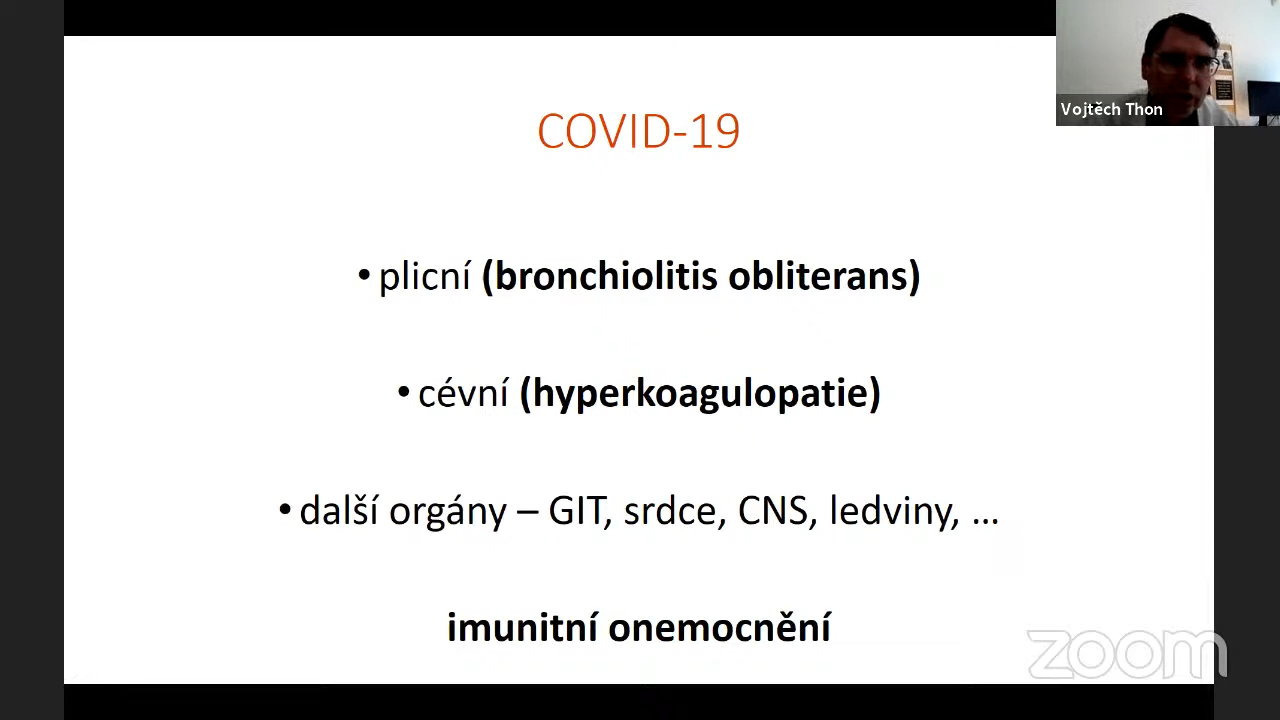 Vojtěch Thon
COVID-19
• plicní (bronchiolitis obliterans)
• cévní (hyperkoagulopatie)
• další orgány – GIT, srdce, CNS, ledviny, ...
imunitní onemocnění
zoom